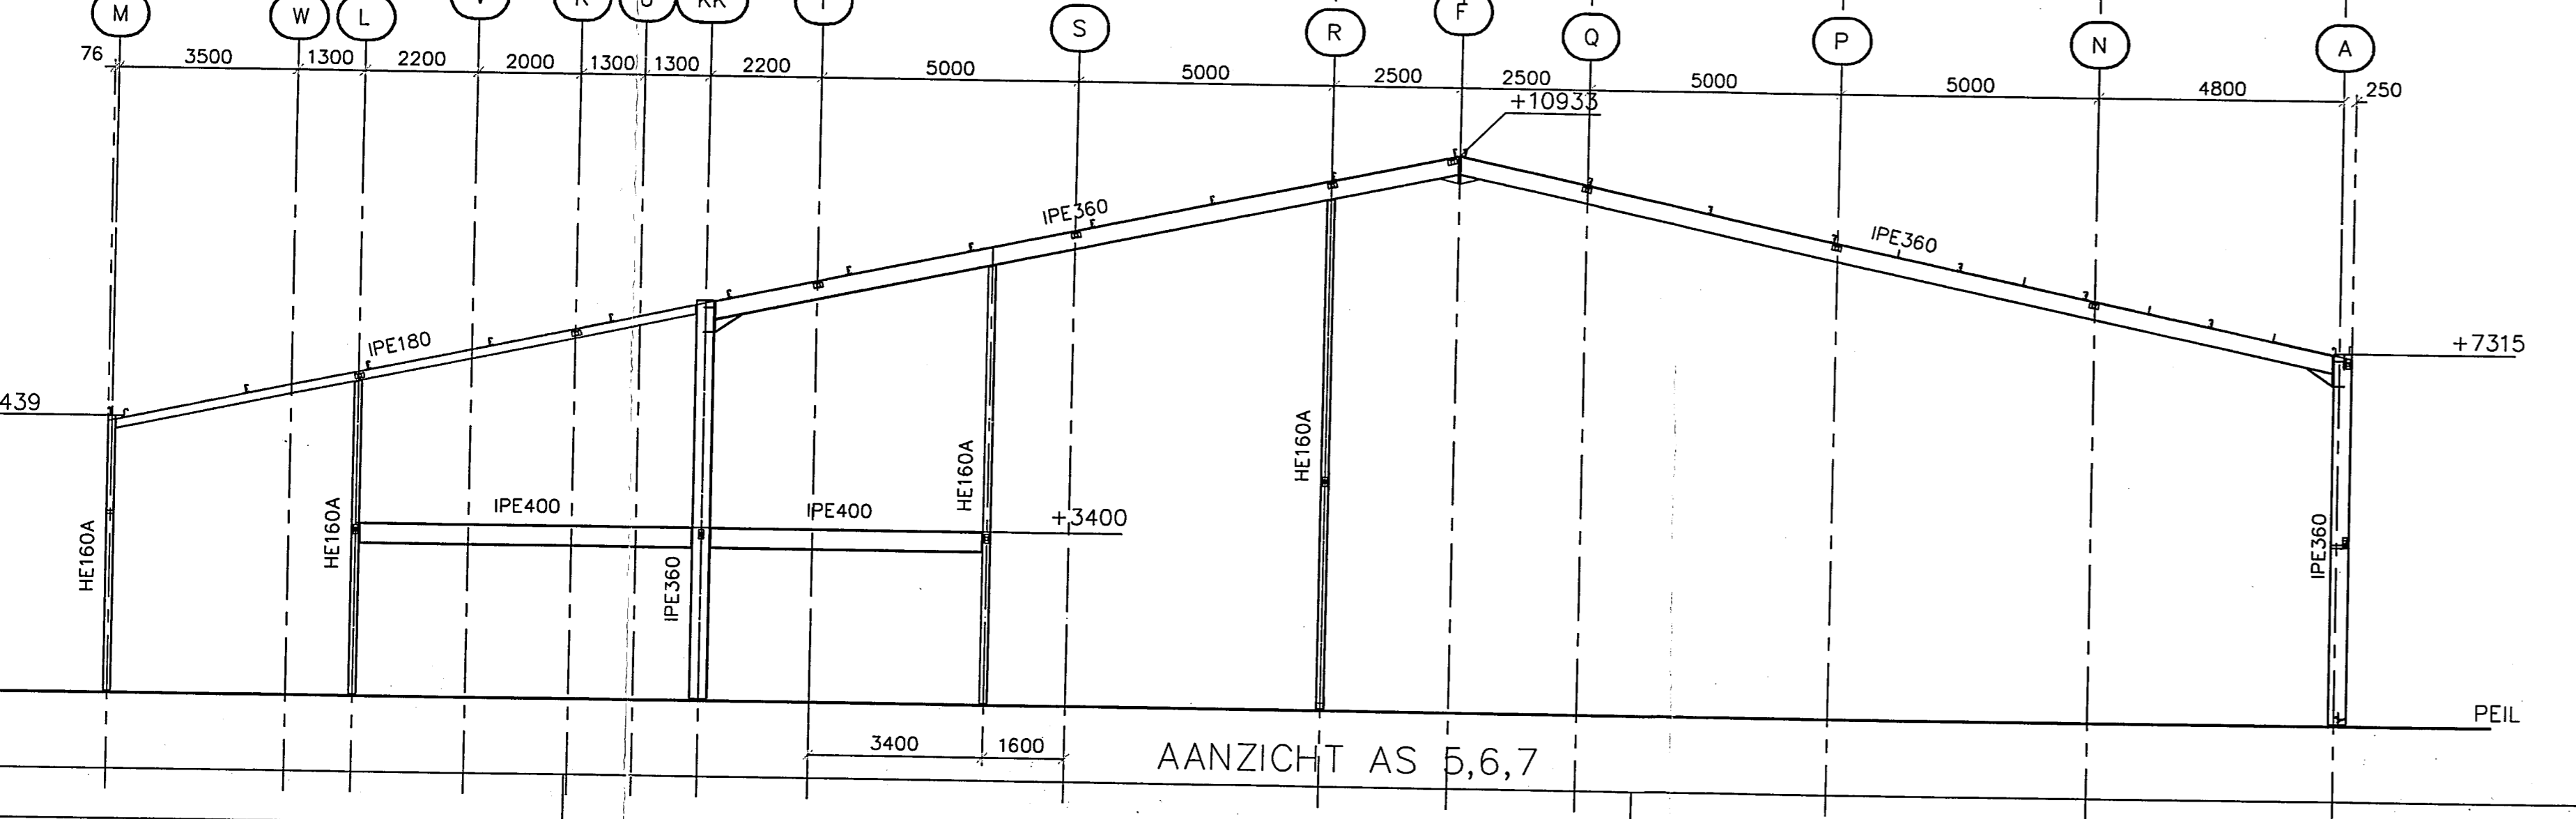 M W L KK T S R F Q P N A
76 3500 1300 2200 2000 1300 1300 2200 5000 5000 2500 2500 5000 5000 4800 250
+10933
IPE360
IPE360
IPE180
+7315
439
HE160A
HE160A
IPE400
IPE400
HE160A
HE160A
+3400
IPE360
IPE360
PEIL
3400 1600
AANZICHT AS 5,6,7